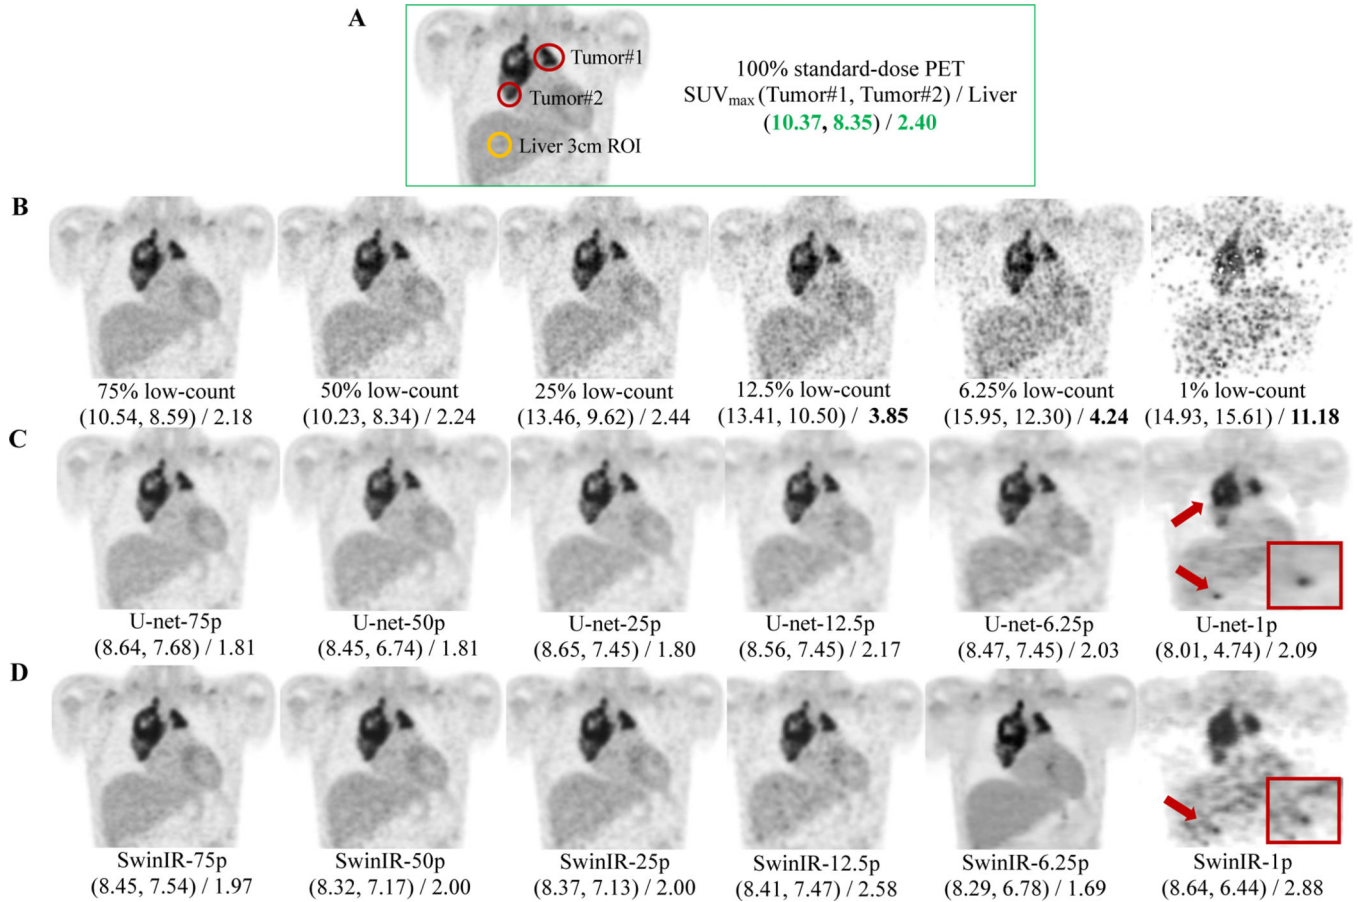 A
Tumor#1
Tumor#2
Liver 3cm ROI
100% standard-dose PET
SUVmax (Tumor#1, Tumor#2) / Liver
(10.37, 8.35) / 2.40
B
75% low-count
(10.54, 8.59) / 2.18
50% low-count
(10.23, 8.34) / 2.24
25% low-count
(13.46, 9.62) / 2.44
12.5% low-count
(13.41, 10.50) / 3.85
6.25% low-count
(15.95, 12.30) / 4.24
1% low-count
(14.93, 15.61) / 11.18
C
U-net-75p
(8.64, 7.68) / 1.81
U-net-50p
(8.45, 6.74) / 1.81
U-net-25p
(8.65, 7.45) / 1.80
U-net-12.5p
(8.56, 7.45) / 2.17
U-net-6.25p
(8.47, 7.45) / 2.03
U-net-1p
(8.01, 4.74) / 2.09
D
SwinIR-75p
(8.45, 7.54) / 1.97
SwinIR-50p
(8.32, 7.17) / 2.00
SwinIR-25p
(8.37, 7.13) / 2.00
SwinIR-12.5p
(8.41, 7.47) / 2.58
SwinIR-6.25p
(8.29, 6.78) / 1.69
SwinIR-1p
(8.64, 6.44) / 2.88